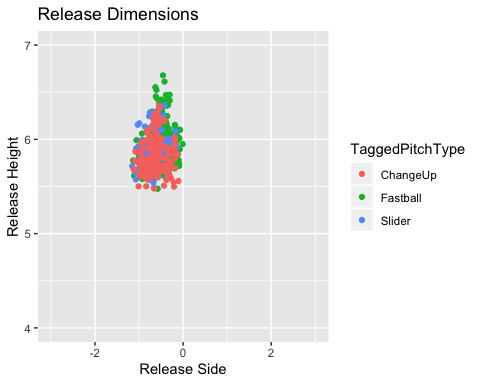 Release Dimensions
7
6
5
4
Release Height
-2
0
2
Release Side
TaggedPitchType
ChangeUp
Fastball
Slider